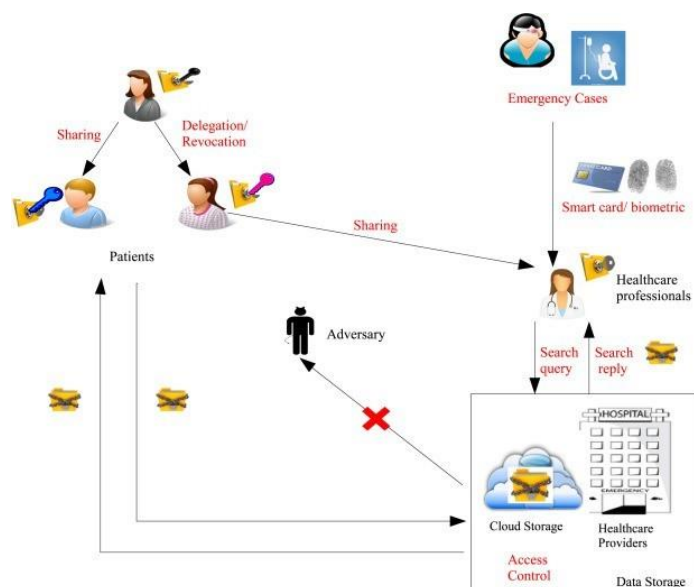 Emergency Cases
Sharing
Delegation/
Revocation
Smart card/ biometric
Sharing
Patients
Healthcare
professionals
Adversary
Search
query
Search
reply
HOSPITAL
EMERGENCY
Cloud Storage
Healthcare
Providers
Access
Control
Data Storage